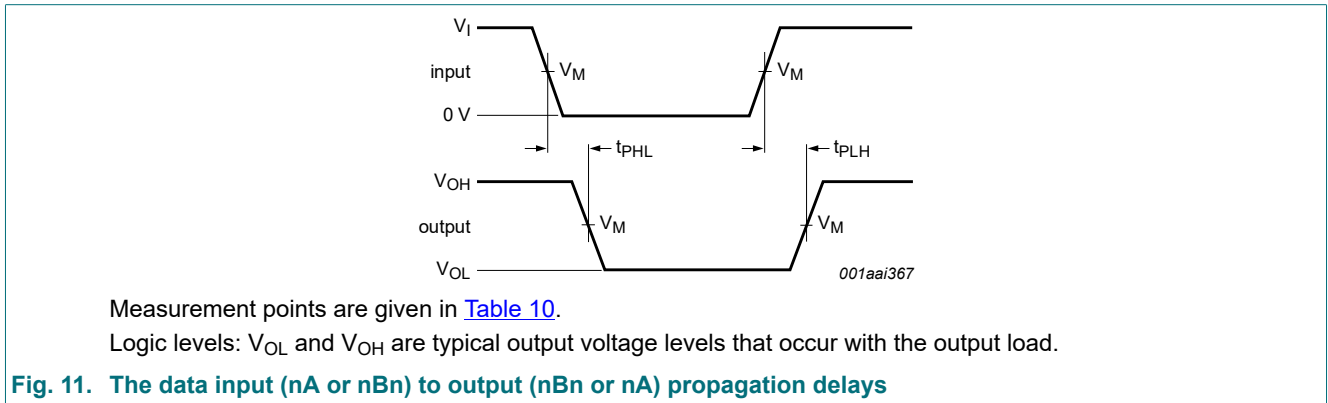 VI
input
VM
VM
0 V
tPHL
tPLH
VOH
output
VM
VM
VOL
001aai367
Measurement points are given in Table 10.
Logic levels: VOL and VOH are typical output voltage levels that occur with the output load.
Fig. 11. The data input (nA or nBn) to output (nBn or nA) propagation delays